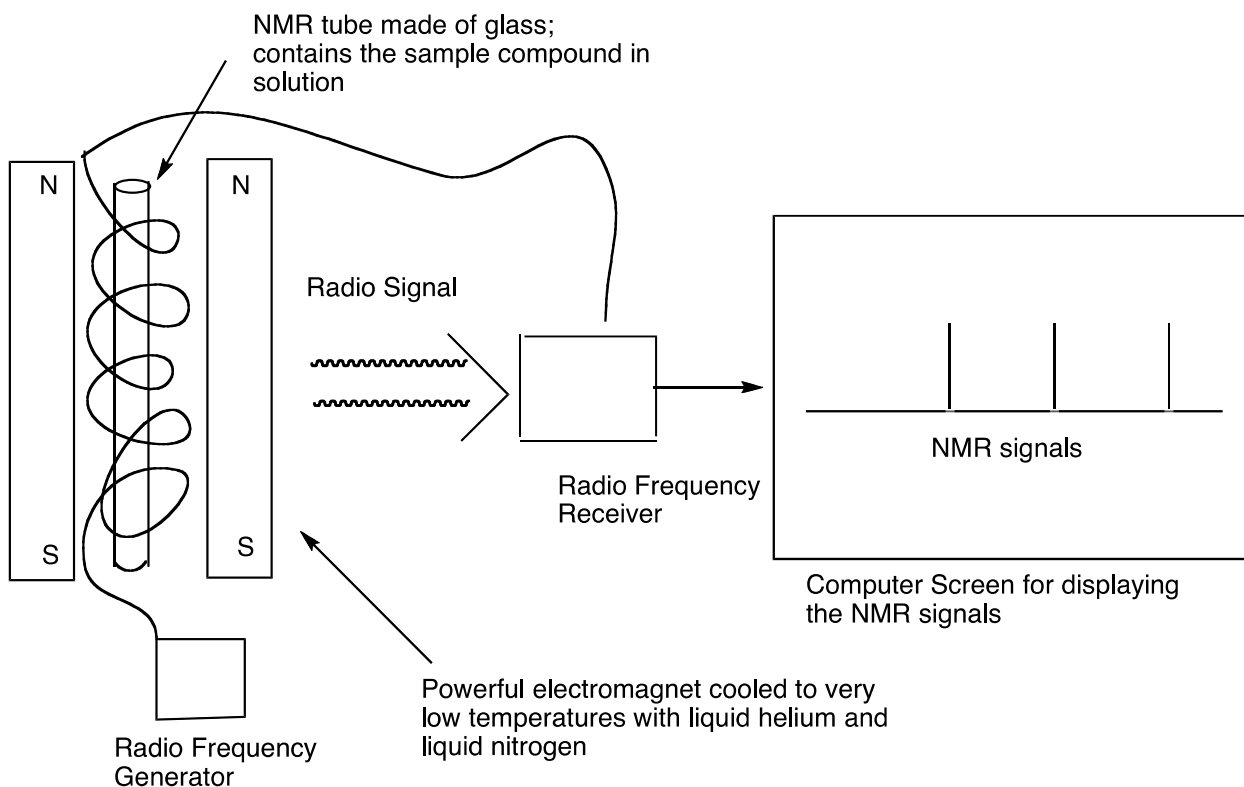 NMR tube made of glass;
contains the sample compound in
solution
N
N
Radio Signal
NMR signals
Radio Frequency
Receiver
S
S
Computer Screen for displaying
the NMR signals
Powerful electromagnet cooled to very
low temperatures with liquid helium and
liquid nitrogen
Radio Frequency
Generator